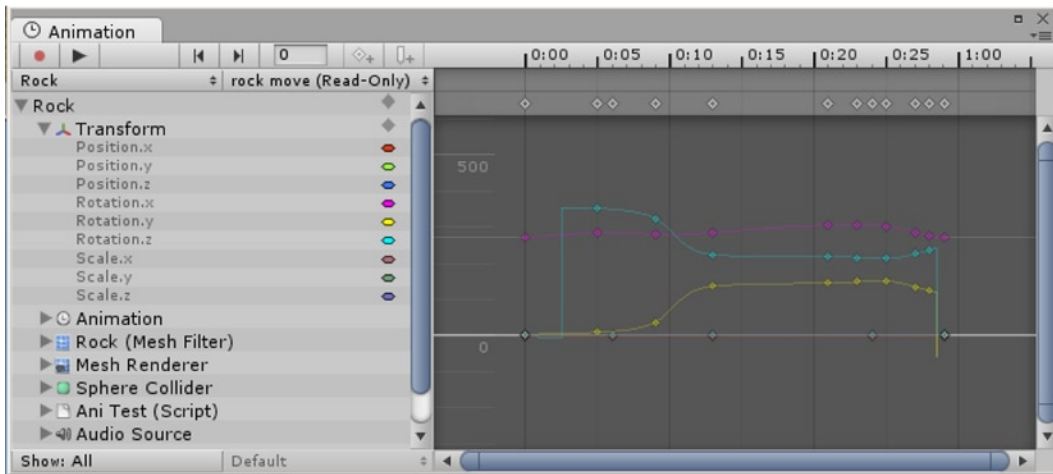 Animation
0
0:00 0:05 0:10 0:15 0:20 0:25 1:00
Rock rock move (Read-Only)
Rock
Transform
Position.x
Position.y
Position.z
Rotation.x
Rotation.y
Rotation.z
Scale.x
Scale.y
Scale.z
Animation
Rock (Mesh Filter)
Mesh Renderer
Sphere Collider
Ani Test (Script)
Audio Source
Show: All Default
500
0